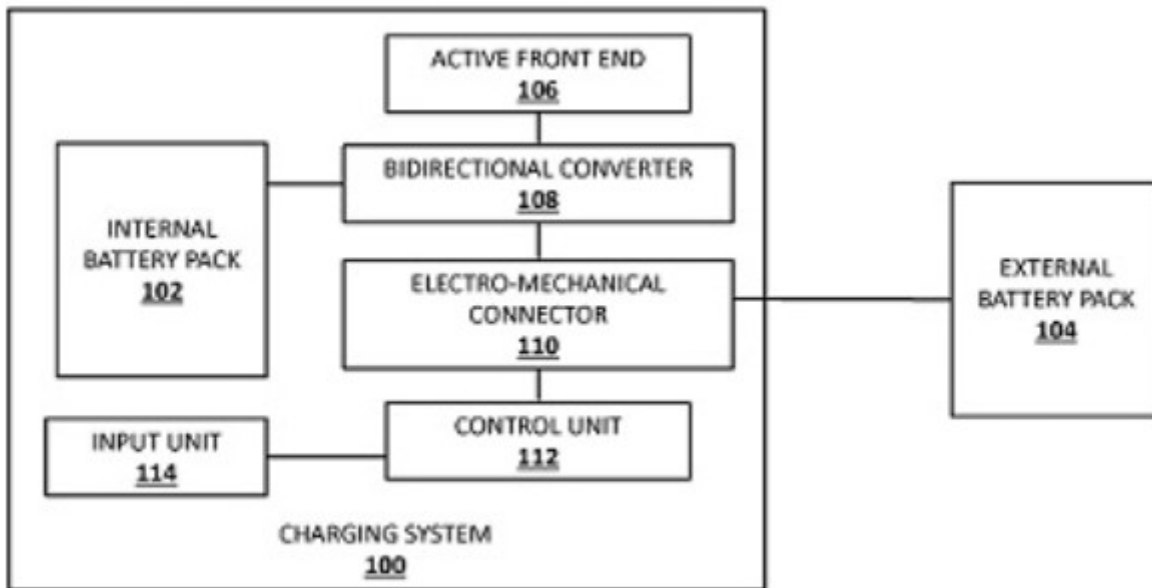 ACTIVE FRONT END
106
BIDIRECTIONAL CONVERTER
108
INTERNAL
BATTERY PACK
102
ELECTRO-MECHANICAL
CONNECTOR
110
EXTERNAL
BATTERY PACK
104
INPUT UNIT
114
CONTROL UNIT
112
CHARGING SYSTEM
100